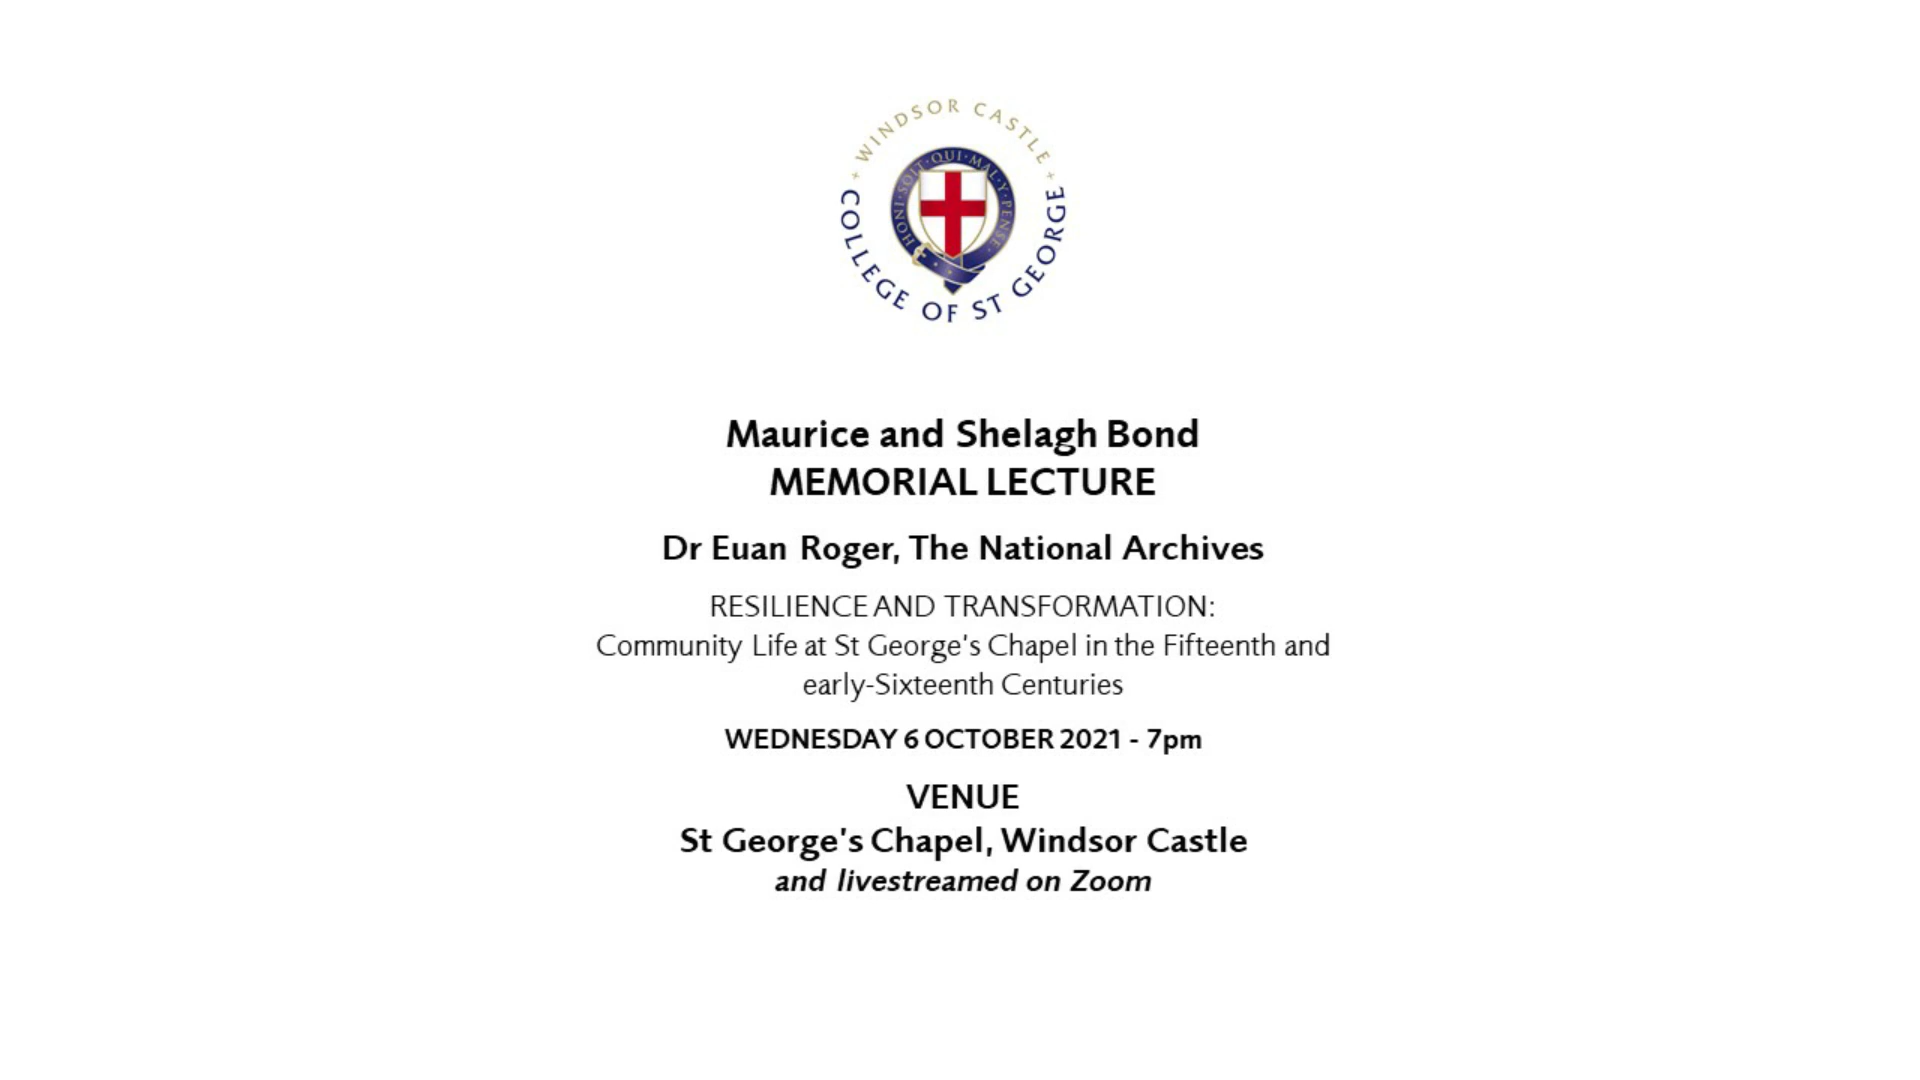 + WINDSOR CASTLE +
COLLEGE OF ST GEORGE
HONI·SOIT·QUI·MAL·Y·PENSE·
Maurice and Shelagh Bond
MEMORIAL LECTURE
Dr Euan Roger, The National Archives
RESILIENCE AND TRANSFORMATION:
Community Life at St George's Chapel in the Fifteenth and
early-Sixteenth Centuries
WEDNESDAY 6 OCTOBER 2021 - 7pm
VENUE
St George's Chapel, Windsor Castle
and livestreamed on Zoom